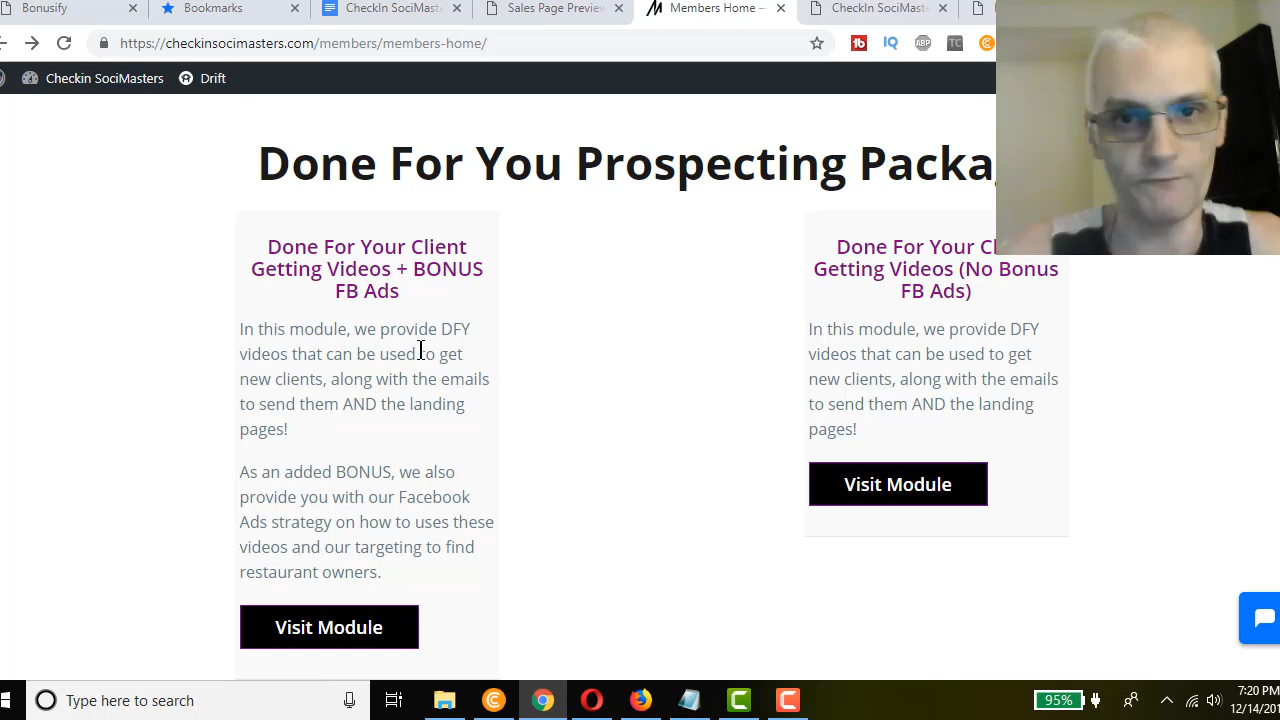 Bonusify
Bookmarks
CheckIn SociMaste
Sales Page Preview
Members Home —
CheckIn SociMaste
https://checkinsocimasters.com/members/members-home/
Checkin SociMasters
Drift
Done For You Prospecting Packa
Done For Your Client
Getting Videos + BONUS
FB Ads
In this module, we provide DFY
videos that can be used to get
new clients, along with the emails
to send them AND the landing
pages!
As an added BONUS, we also
provide you with our Facebook
Ads strategy on how to uses these
videos and our targeting to find
restaurant owners.
Visit Module
Done For Your Cl
Getting Videos (No Bonus
FB Ads)
In this module, we provide DFY
videos that can be used to get
new clients, along with the emails
to send them AND the landing
pages!
Visit Module
Type here to search
95%
7:20 PM
12/14/201